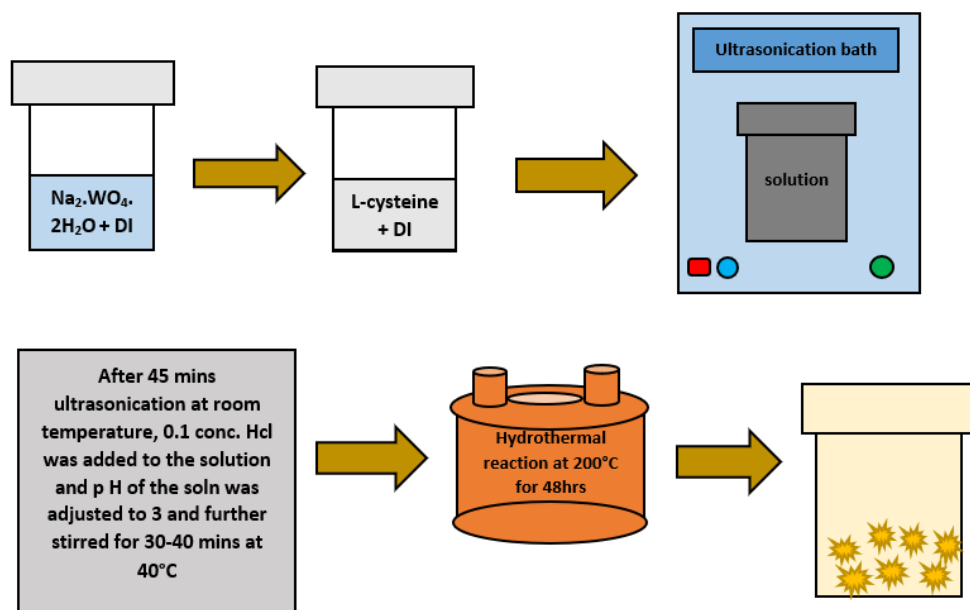 Ultrasonication bath
Na₂.WO₄.
2H₂O + DI
L-cysteine
+ DI
solution
After 45 mins
ultrasonication at room
temperature, 0.1 conc. Hcl
was added to the solution
and p H of the soln was
adjusted to 3 and further
stirred for 30-40 mins at
40°C
Hydrothermal
reaction at 200°C
for 48hrs